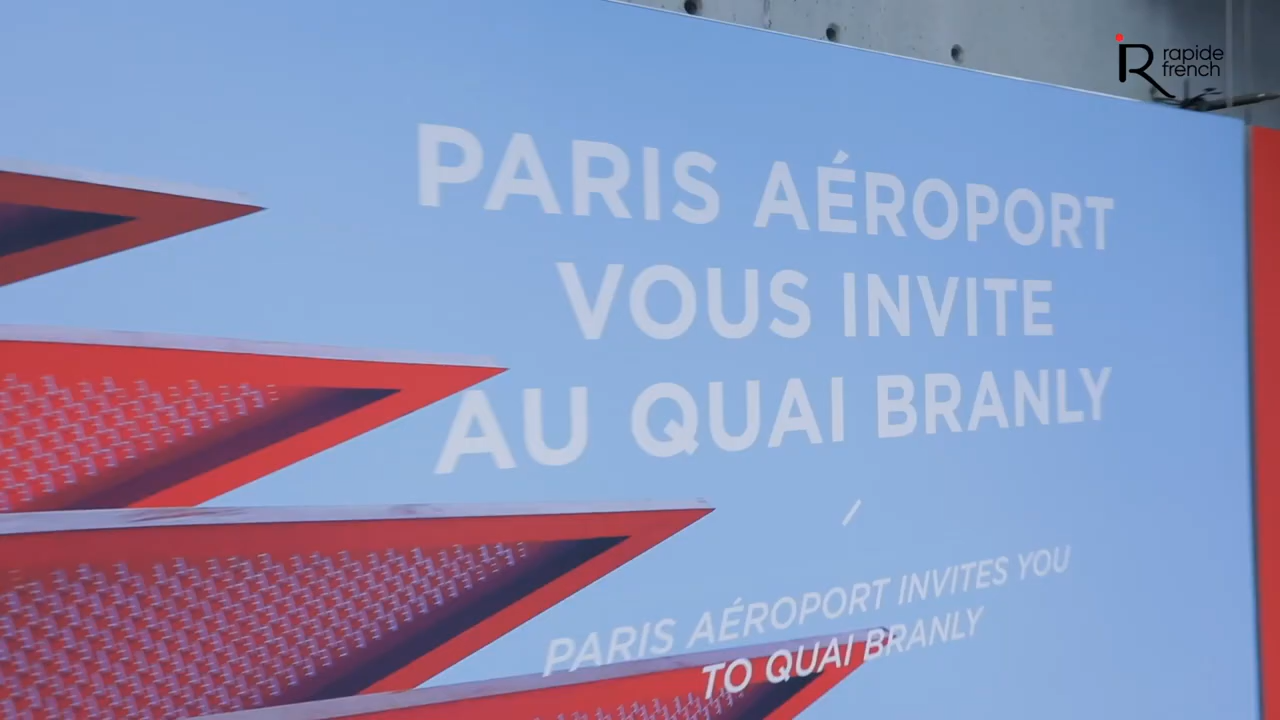 rapide
french
PARIS AÉROPORT
VOUS INVITE
AU QUAI BRANLY
PARIS AÉROPORT INVITES YOU
TO QUAI BRANLY